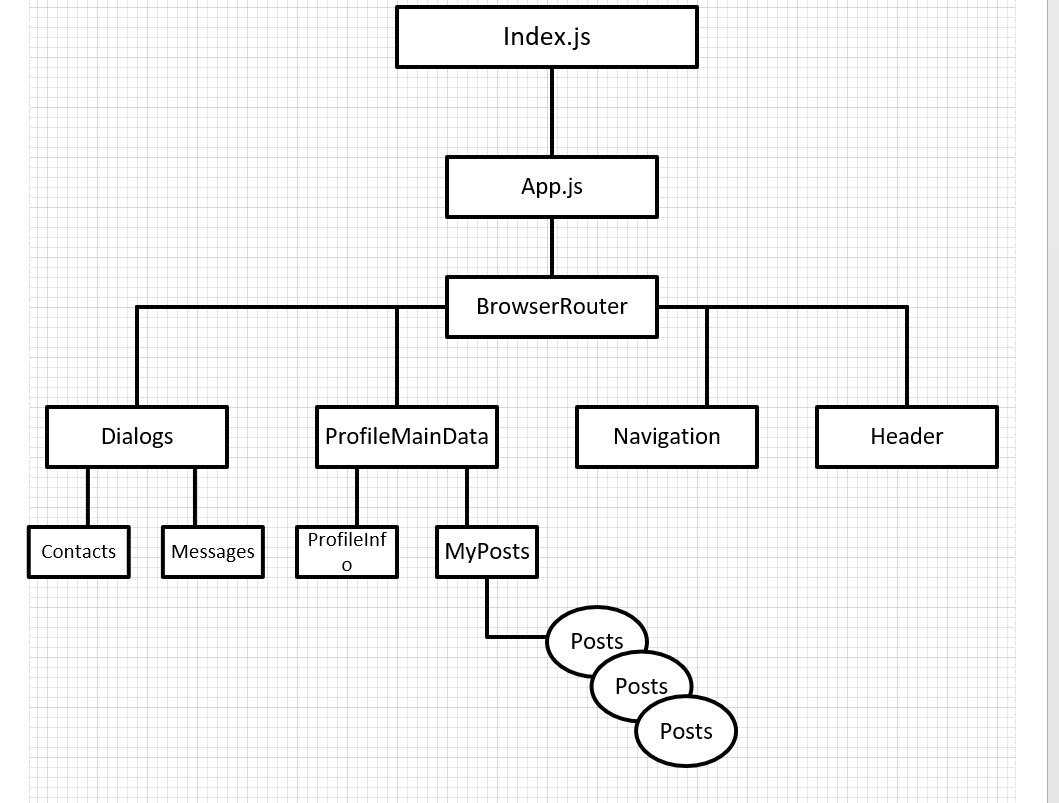 Index.js
App.js
BrowserRouter
Dialogs
ProfileMainData
Navigation
Header
Contacts
Messages
ProfileInf
o
MyPosts
Posts
Posts
Posts